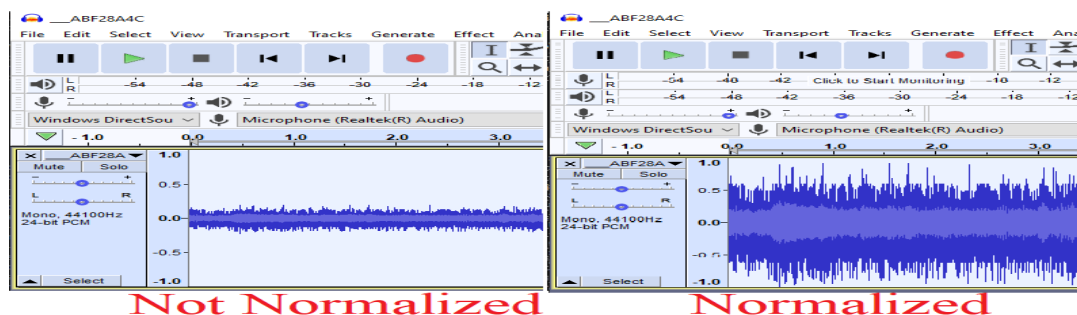 ___ABF28A4C
File Edit Select View Transport Tracks Generate Effect Ana
L
R
-54 -48 -42 -36 -30 -24 -18 -12
- +
- +
Windows DirectSou Microphone (Realtek(R) Audio)
- 1.0 0.0 1.0 2.0 3.0
× ___ABF28A
Mute Solo
- +
L R
Mono, 44100Hz
24-bit PCM
Select
1.0
0.5
0.0
-0.5
-1.0
Not Normalized
___ABF28A4C
File Edit Select View Transport Tracks Generate Effect Ana
L
R
-54 -48 -42 Click to Start Monitoring -12
L
R
-54 -48 -42 -36 -30 -24 -18 -12
- +
- +
Windows DirectSou Microphone (Realtek(R) Audio)
- 1.0 0.0 1.0 2.0 3.0
× ___ABF28A
Mute Solo
- +
L R
Mono, 44100Hz
24-bit PCM
Select
1.0
0.5
0.0
-0.5
-1.0
Normalized